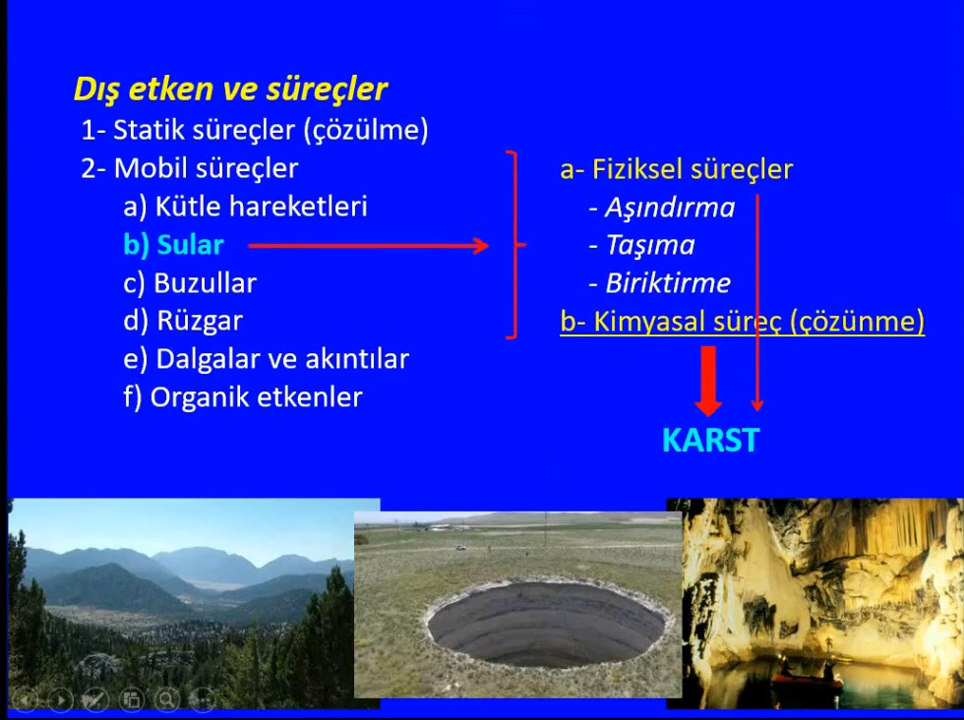 Dış etken ve süreçler
1- Statik süreçler (çözülme)
2- Mobil süreçler
a) Kütle hareketleri
b) Sular
c) Buzullar
d) Rüzgar
e) Dalgalar ve akıntılar
f) Organik etkenler
a- Fiziksel süreçler
- Aşındırma
- Taşıma
- Biriktirme
b- Kimyasal süreç (çözünme)
KARST